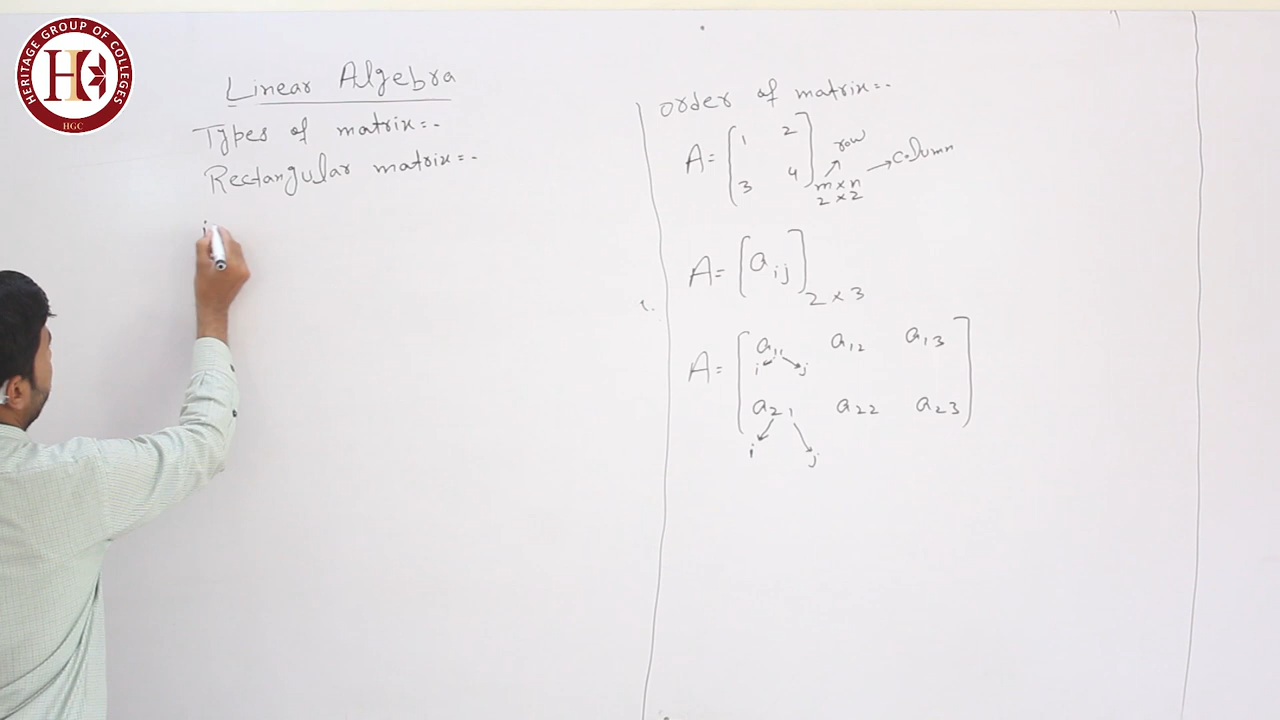 HERITAGE GROUP OF COLLEGES
HGC
Linear Algebra
Types of matrix:-
Rectangular matrix:-
i
order of matrix:-
A = [ 1 2
3 4 ] m × n
2 × 2
row
column
A = [ a ij ] 2 × 3
A = [ a11 a12 a13
i j
a21 a22 a23 ]
i j